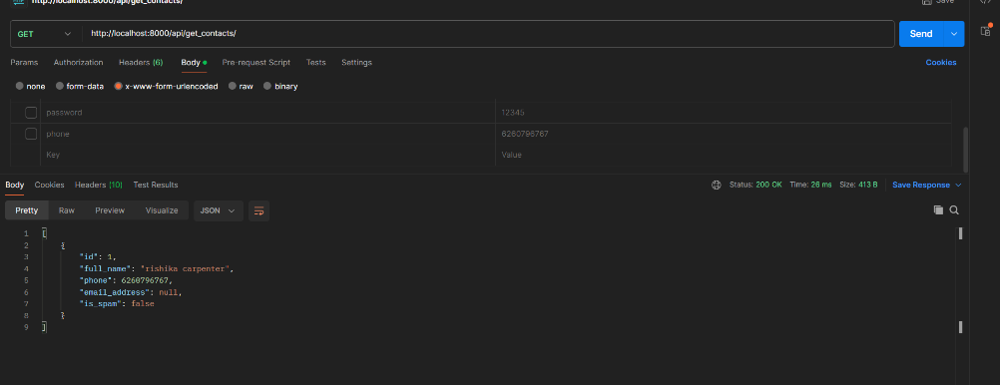 http://localhost:8000/api/get_contacts/ Save
GET http://localhost:8000/api/get_contacts/ Send
Params Authorization Headers (6) Body Pre-request Script Tests Settings Cookies
none form-data x-www-form-urlencoded raw binary
password 12345
phone 6260796767
Key Value
Body Cookies Headers (10) Test Results Status: 200 OK Time: 26 ms Size: 413 B Save Response
Pretty Raw Preview Visualize JSON
1 [
2 {
3 "id": 1,
4 "full_name": "rishika carpenter",
5 "phone": 6260796767,
6 "email_address": null,
7 "is_spam": false
8 }
9 ]